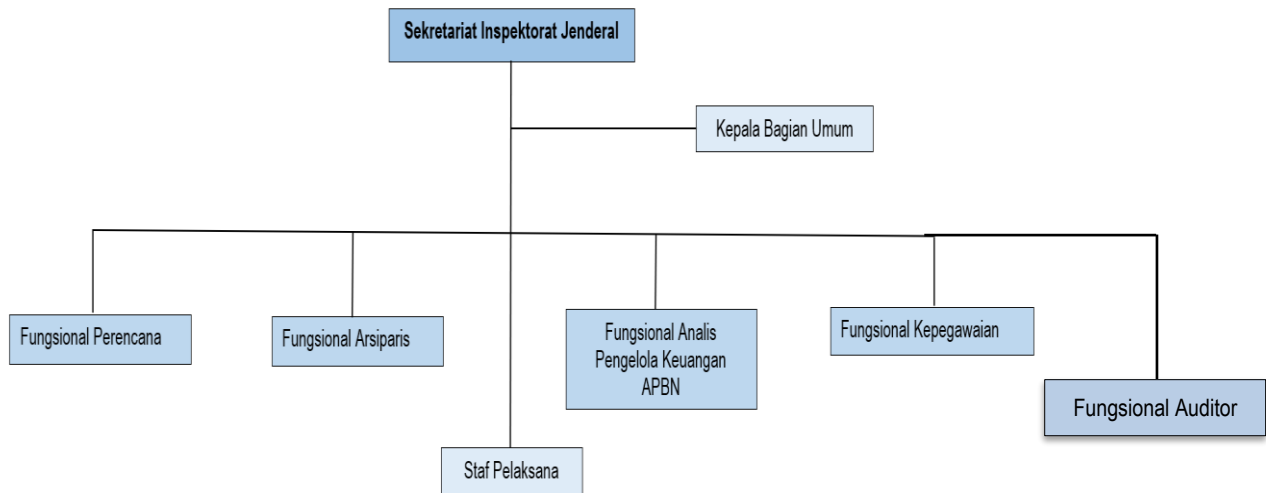 Sekretariat Inspektorat Jenderal
Kepala Bagian Umum
Fungsional Perencana
Fungsional Arsiparis
Fungsional Analis
Pengelola Keuangan
APBN
Fungsional Kepegawaian
Fungsional Auditor
Staf Pelaksana